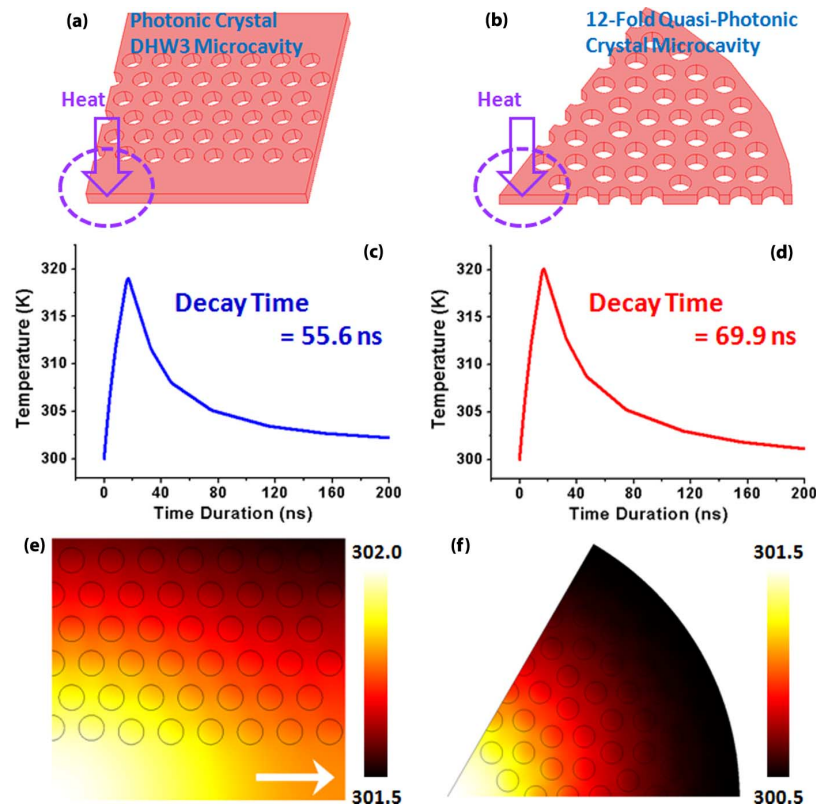 (a)
Photonic Crystal
DHW3 Microcavity
Heat
(b)
12-Fold Quasi-Photonic
Crystal Microcavity
Heat
(c)
Temperature (K)
320
315
310
305
300
Decay Time
= 55.6 ns
0 40 80 120 160 200
Time Duration (ns)
(d)
Temperature (K)
320
315
310
305
300
Decay Time
= 69.9 ns
0 40 80 120 160 200
Time Duration (ns)
(e)
302.0
301.5
(f)
301.5
300.5